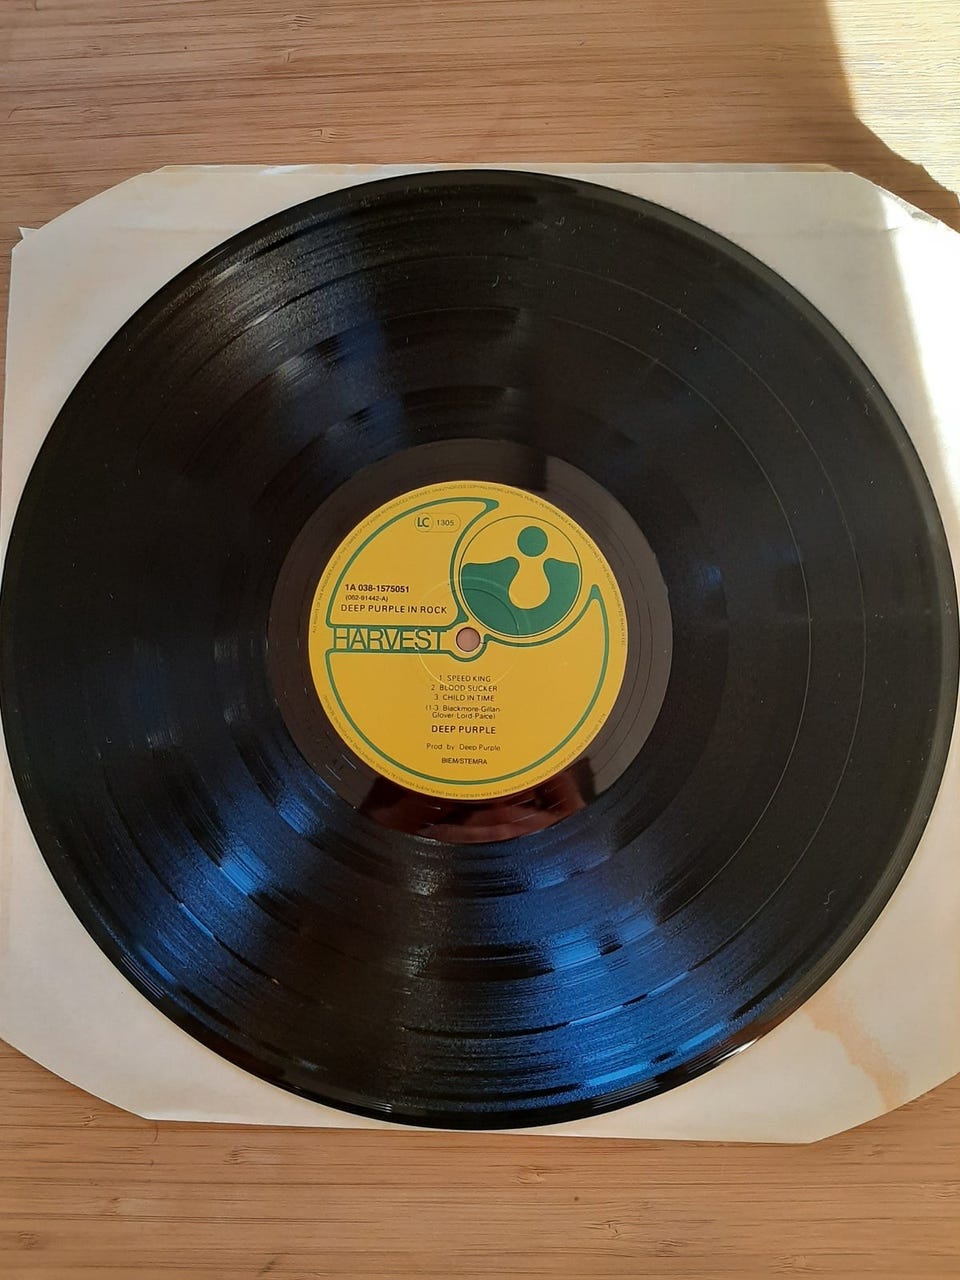 LC 1305
1A 038-1575051
(062-91442-A)
DEEP PURPLE IN ROCK
HARVEST
1. SPEED KING
2. BLOOD SUCKER
3. CHILD IN TIME
(1-3: Blackmore-Gillan-
Glover-Lord-Paice)
DEEP PURPLE
Prod. by: Deep Purple
BIEM/STEMRA